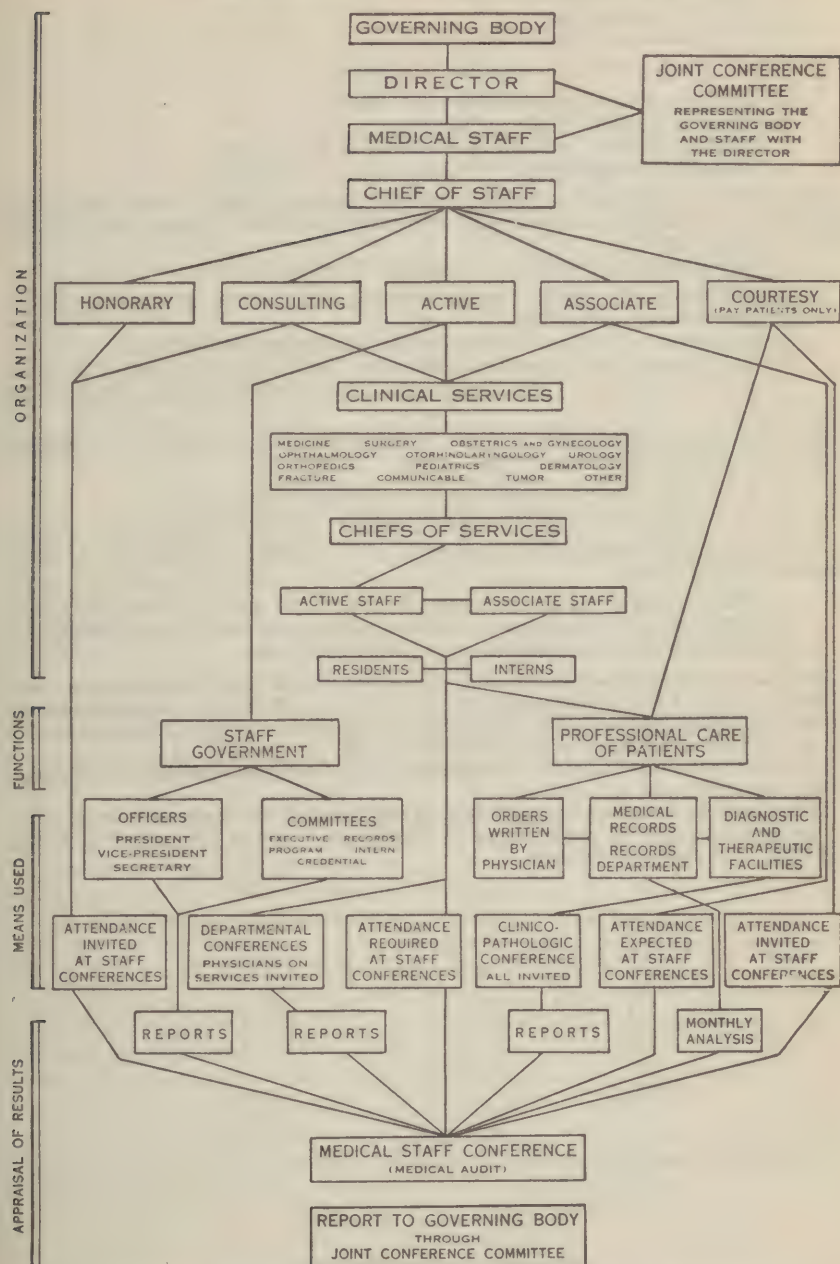 GOVERNING BODY
DIRECTOR
MEDICAL STAFF
CHIEF OF STAFF
JOINT CONFERENCE
COMMITTEE
REPRESENTING THE
GOVERNING BODY
AND STAFF WITH
THE DIRECTOR
ORGANIZATION
HONORARY
CONSULTING
ACTIVE
ASSOCIATE
COURTESY
(PAY PATIENTS ONLY)
CLINICAL SERVICES
MEDICINE SURGERY OBSTETRICS AND GYNECOLOGY
OPHTHALMOLOGY OTORHINOLARINGOLOGY UROLOGY
ORTHOPEDICS PEDIATRICS DERMATOLOGY
FRACTURE COMMUNICABLE TUMOR OTHER
CHIEFS OF SERVICES
ACTIVE STAFF
ASSOCIATE STAFF
RESIDENTS
INTERNS
FUNCTIONS
STAFF
GOVERNMENT
PROFESSIONAL CARE
OF PATIENTS
MEANS USED
OFFICERS
PRESIDENT
VICE-PRESIDENT
SECRETARY
COMMITTEES
EXECUTIVE RECORDS
PROGRAM INTERN
CREDENTIAL
ORDERS
WRITTEN
BY
PHYSICIAN
MEDICAL
RECORDS
RECORDS
DEPARTMENT
DIAGNOSTIC
AND
THERAPEUTIC
FACILITIES
ATTENDANCE
INVITED
AT STAFF
CONFERENCES
DEPARTMENTAL
CONFERENCES
PHYSICIANS ON
SERVICES INVITED
ATTENDANCE
REQUIRED
AT STAFF
CONFERENCES
CLINICO-
PATHOLOGIC
CONFERENCE
ALL INVITED
ATTENDANCE
EXPECTED
AT STAFF
CONFERENCES
ATTENDANCE
INVITED
AT STAFF
CONFERENCES
APPRAISAL OF RESULTS
REPORTS
REPORTS
REPORTS
MONTHLY
ANALYSIS
MEDICAL STAFF CONFERENCE
(MEDICAL AUDIT)
REPORT TO GOVERNING BODY
THROUGH
JOINT CONFERENCE COMMITTEE